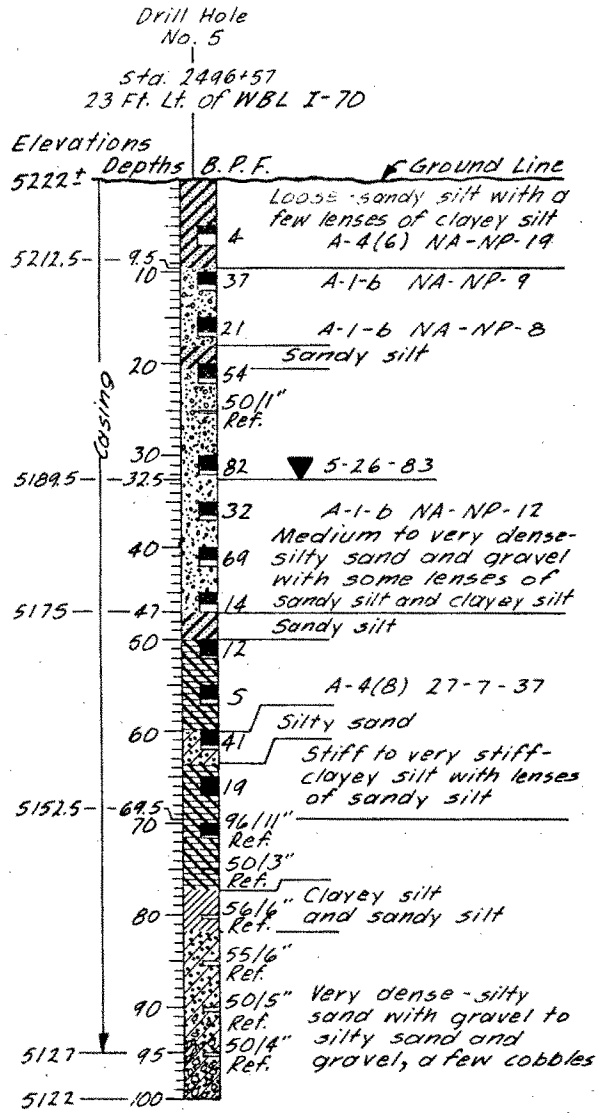 Drill Hole
No. 5
Sta. 2496+57
23 Ft. Lt. of WBL I-70
Elevations
Depths B.P.F.
Ground Line
5222±
Loose-sandy silt with a
few lenses of clayey silt
4 A-4(6) NA-NP-19
5212.5 9.5
10
37 A-1-b NA-NP-9
21 A-1-b NA-NP-8
Sandy silt
20
54
50/1"
Ref.
Casing
30
82 5-26-83
5189.5 32.5
32 A-1-b NA-NP-12
Medium to very dense-
40
69
silty sand and gravel
with some lenses of
14
sandy silt and clayey silt
5175 47
Sandy silt
50
12
5 A-4(8) 27-7-37
Silty sand
60
41
Stiff to very stiff-
19
clayey silt with lenses
of sandy silt
5152.5 69.5
70
96/11"
Ref.
50/3"
Ref.
Clayey silt
56/6"
and sandy silt
80
Ref.
55/6"
Ref.
90
50/5"
Very dense-silty
Ref.
sand with gravel to
50/4"
silty sand and
5127 95
Ref.
gravel, a few cobbles
5122 100